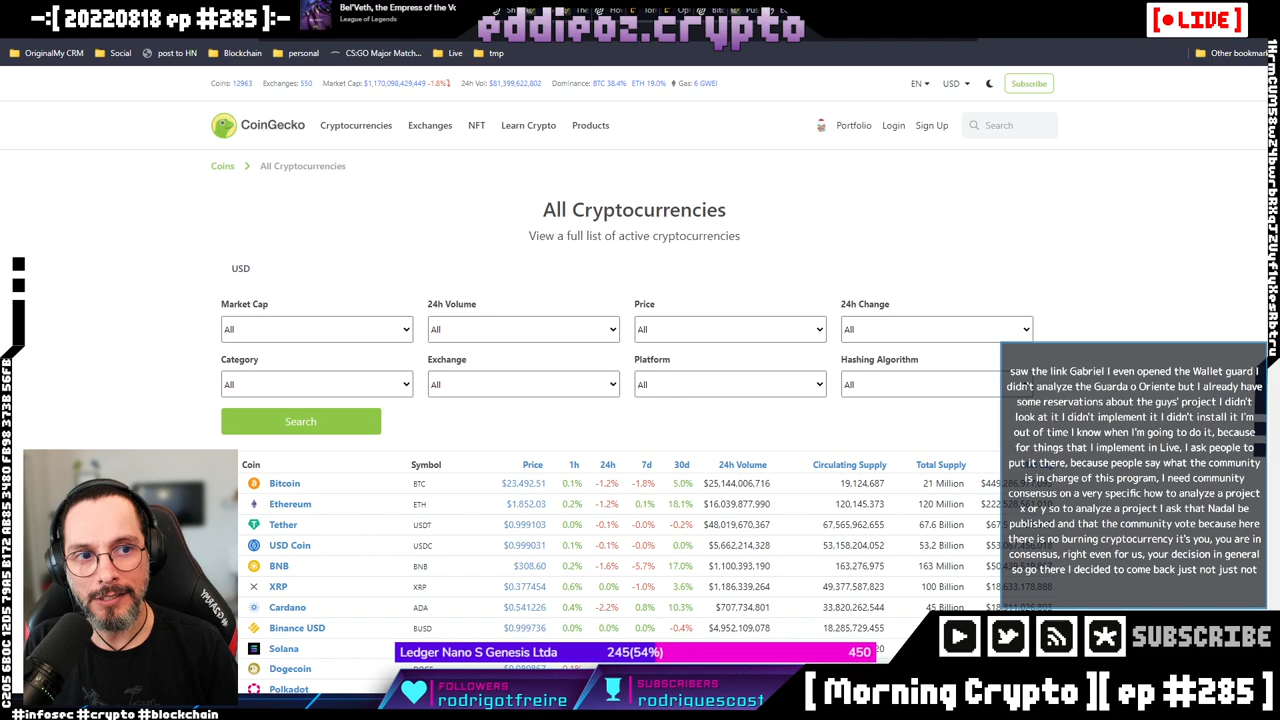 -:[ 20220818 ep #285 ]:-
Bel'Veth, the Empress of the Vo
League of Legends
eddieoz.crypto
[ • LIVE ]
OriginalMy CRM Social post to HN Blockchain personal CS:GO Major Match... Live tmp Other bookmar
Coins: 12963 Exchanges: 550 Market Cap: $1,170,098,429,449 -1.8% 24h Vol: $81,399,622,802 Dominance: BTC 38.4% ETH 19.0% Gas: 6 GWEI
EN USD Subscribe
CoinGecko Cryptocurrencies Exchanges NFT Learn Crypto Products Portfolio Login Sign Up Search
Coins All Cryptocurrencies
All Cryptocurrencies
View a full list of active cryptocurrencies
USD
Market Cap 24h Volume Price 24h Change
All All All All
Category Exchange Platform Hashing Algorithm
All All All All
Search
Coin Symbol Price 1h 24h 7d 30d 24h Volume Circulating Supply Total Supply
Bitcoin BTC $23,492.51 0.1% -1.2% -1.8% 5.0% $25,144,006,716 19,124,687 21 Million
Ethereum ETH $1,852.03 0.2% -1.2% 0.1% 18.1% $16,039,877,990 120,145,373 120 Million
Tether USDT $0.999103 0.0% -0.1% -0.0% -0.2% $48,019,670,367 67,565,962,655 67.6 Billion
USD Coin USDC $0.999031 0.1% -0.1% -0.0% 0.0% $5,662,214,328 53,158,204,052 53.2 Billion
BNB BNB $308.60 0.2% -1.6% -5.7% 17.0% $1,100,393,190 163,276,975 163 Million
XRP XRP $0.377454 0.6% 0.0% -1.0% 3.6% $1,186,339,264 49,377,587,823 100 Billion
Cardano ADA $0.541226 0.4% -2.2% 0.8% 10.3% $707,734,801 33,820,262,544 45 Billion
Binance USD BUSD $0.999736 0.0% 0.0% 0.0% -0.4% $4,952,109,078 18,285,729,455
Solana
Dogecoin
Polkadot
saw the link Gabriel I even opened the Wallet guard I
didn't analyze the Guarda o Oriente but I already have
some reservations about the guys' project I didn't
look at it I didn't implement it I didn't install it I'm
out of time I know when I'm going to do it, because
for things that I implement in Live, I ask people to
put it there, because people say what the community
is in charge of this program, I need community
consensus on a very specific how to analyze a project
x or y so to analyze a project I ask that Nadal be
published and that the community vote because here
there is no burning cryptocurrency it's you, you are in
consensus, right even for us, your decision in general
so go there I decided to come back just not just not
SUBSCRIBE
Ledger Nano S Genesis Ltda 245(54%) 450
FOLLOWERS
rodrigotfreire
SUBSCRIBERS
rodriguescost
[ Morning Crypto ][ ep #285 ]
#infosec #crypto #blockchain